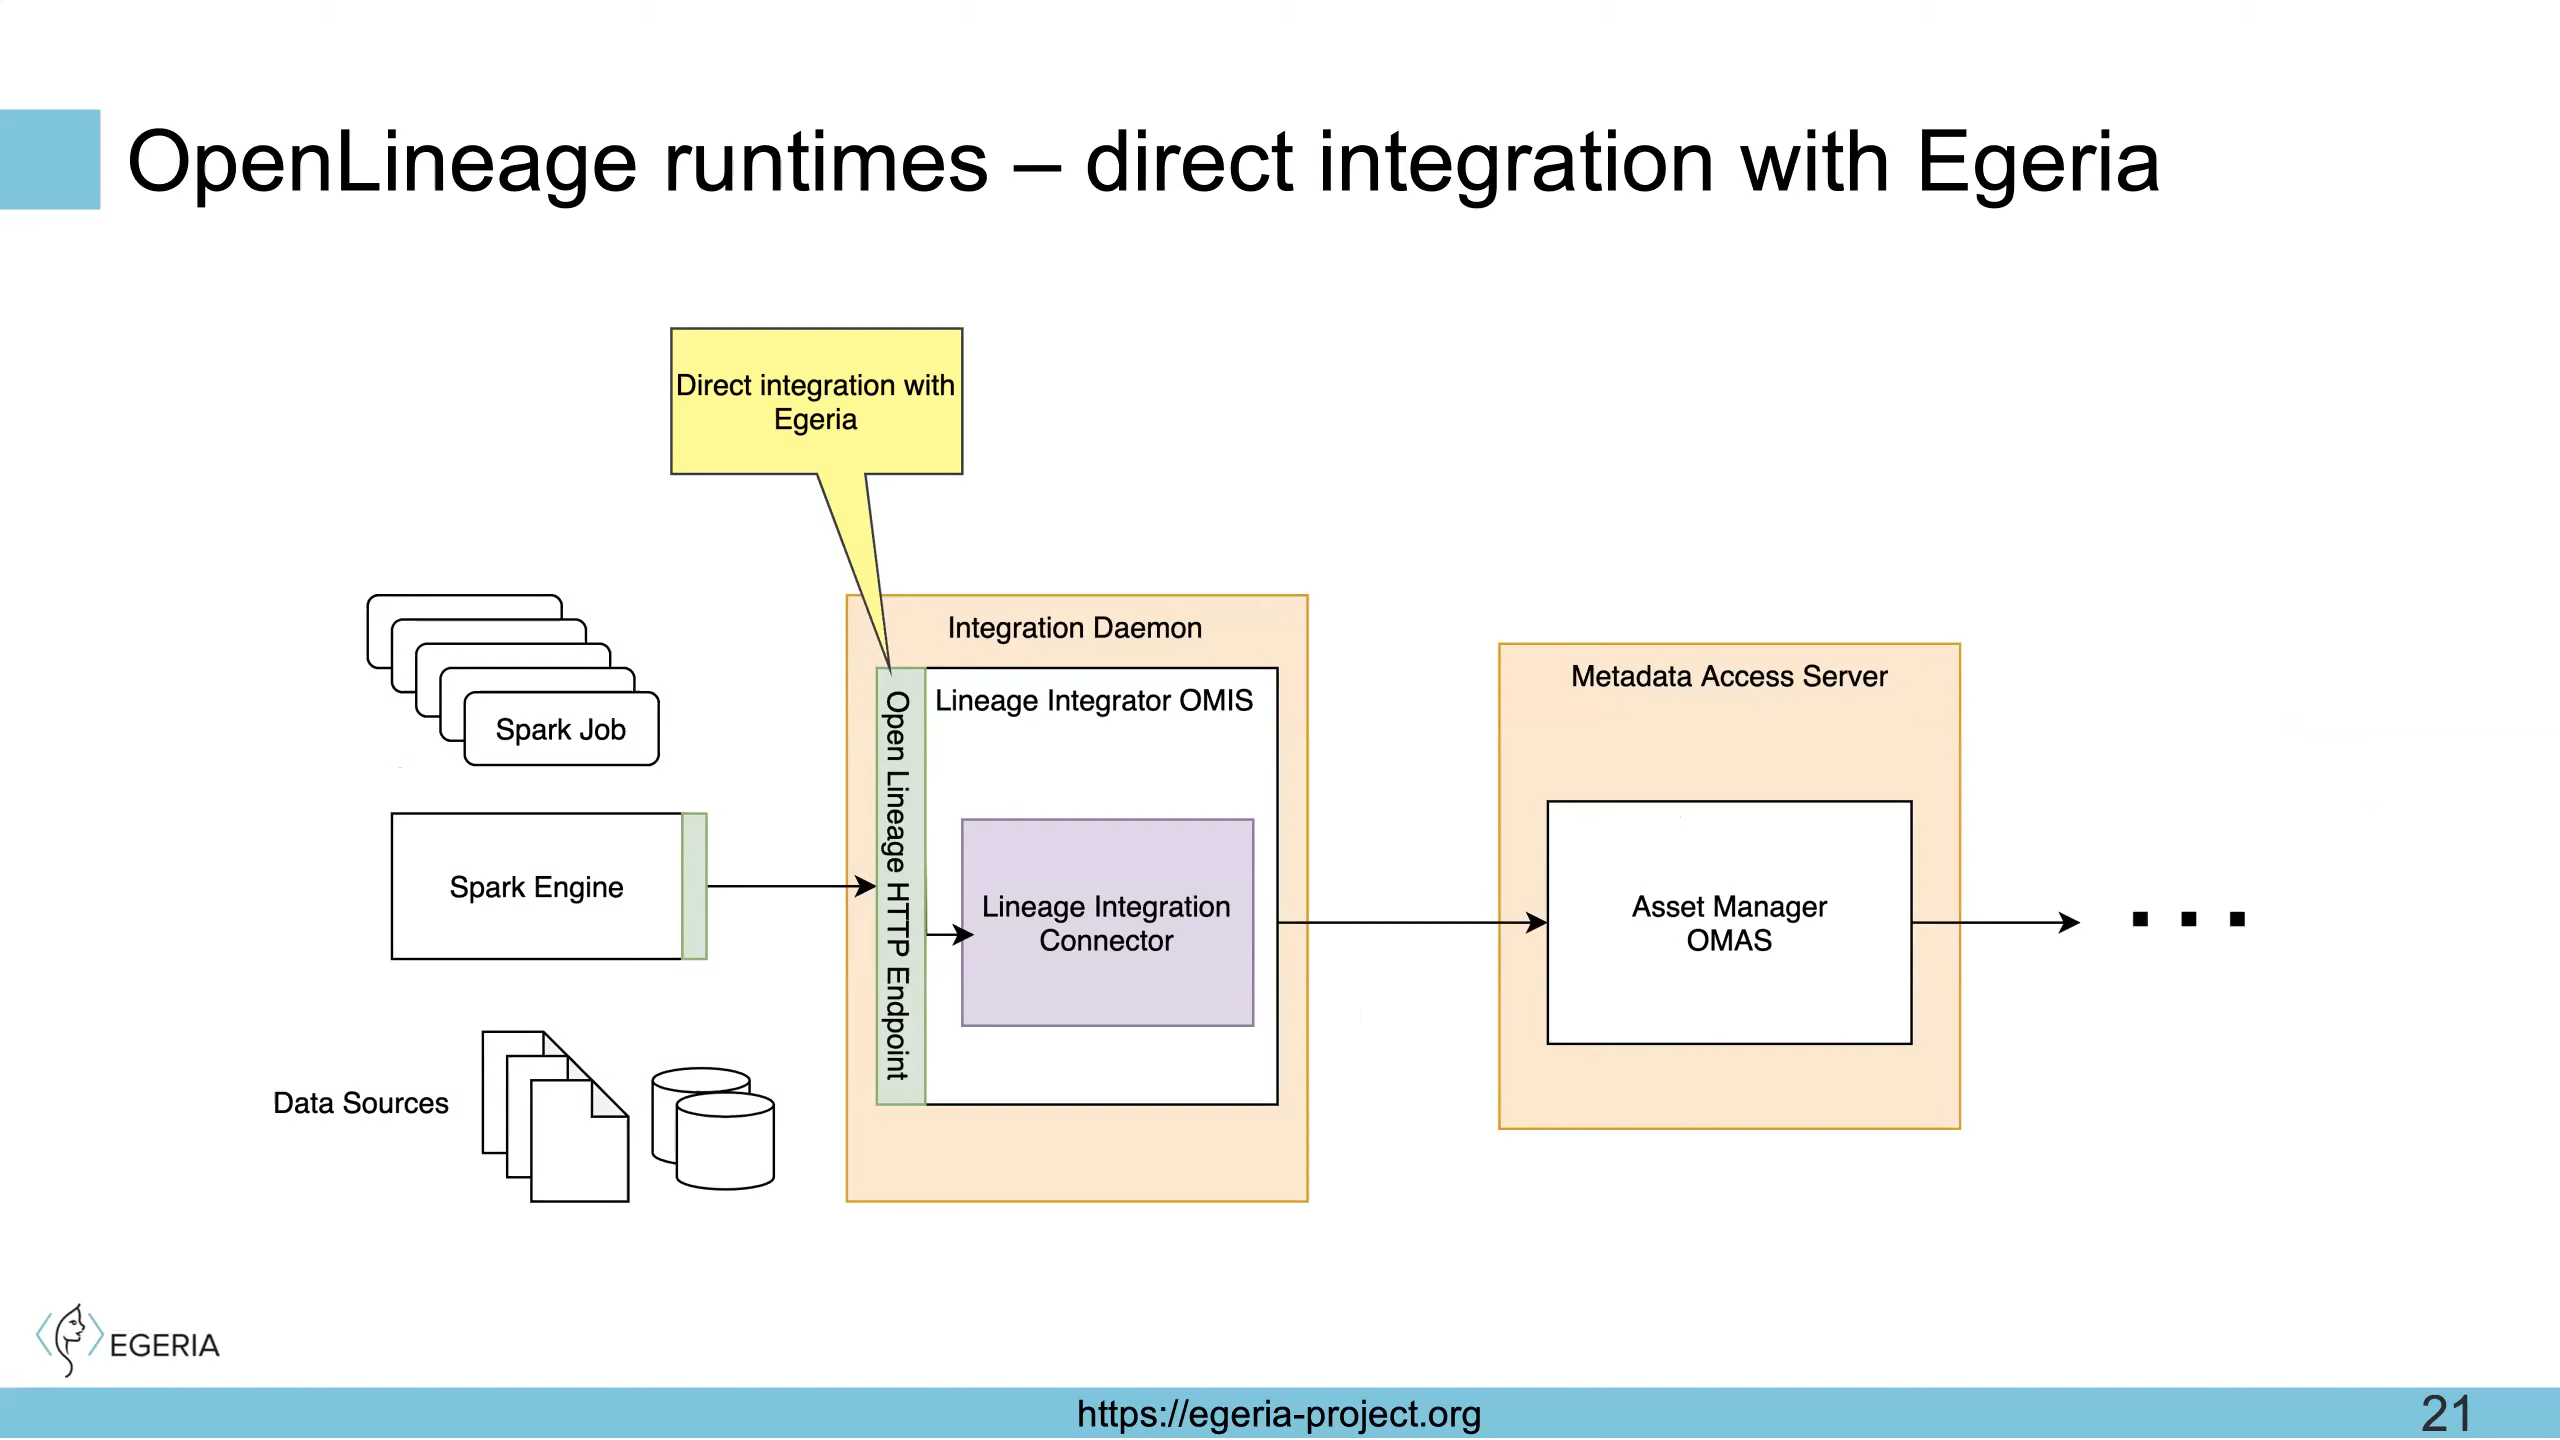 OpenLineage runtimes – direct integration with Egeria
Direct integration with
Egeria
Spark Job
Spark Engine
Data Sources
Integration Daemon
Open Lineage HTTP Endpoint
Lineage Integrator OMIS
Lineage Integration
Connector
Metadata Access Server
Asset Manager
OMAS
EGERIA
https://egeria-project.org
21